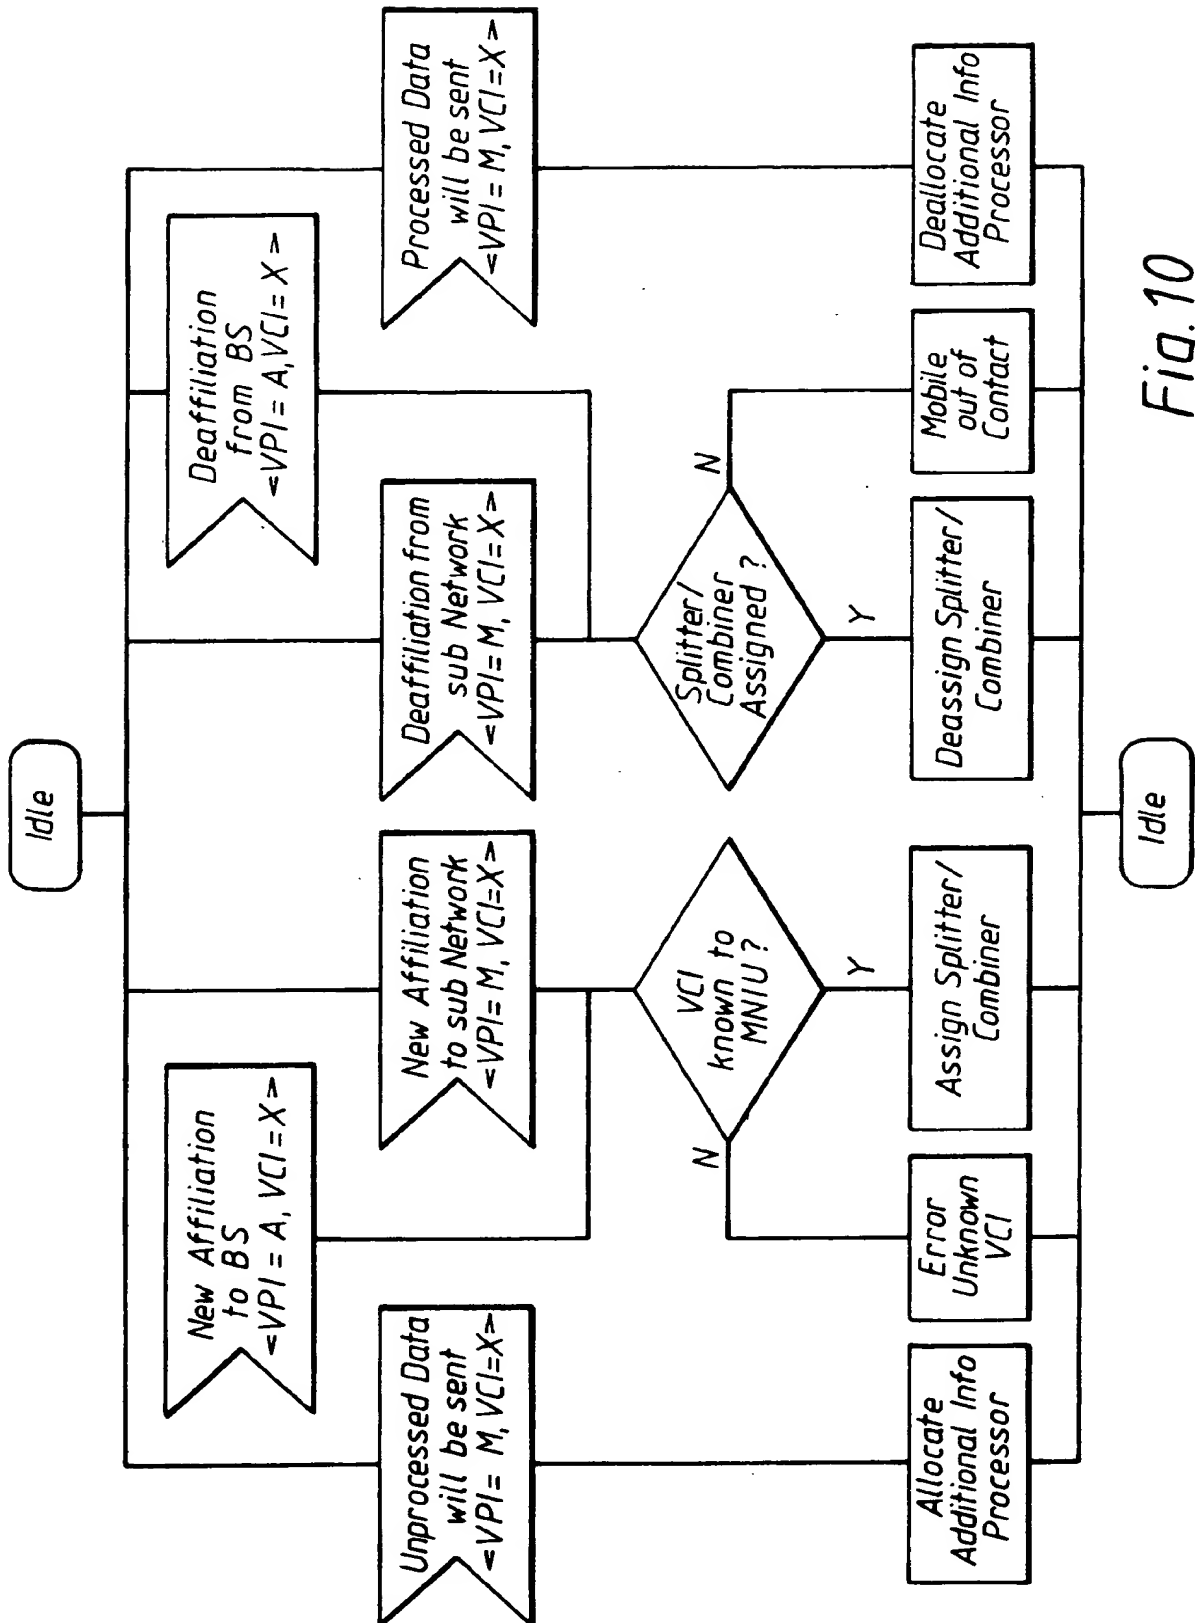 Idle
New Affiliation
to BS
<VPI = A, VCI=X>
Deaffiliation
from BS
<VPI = A, VCI=X>
Unprocessed Data
will be sent
<VPI= M, VCI=X>
New Affiliation
to sub Network
<VPI= M, VCI=X>
Deaffiliation from
sub Network
<VPI=M, VCI=X>
Processed Data
will be sent
<VPI= M, VCI=X>
VCI
known to
MNIU?
N
Y
Splitter/
Combiner
Assigned ?
N
Y
Allocate
Additional Info
Processor
Error
Unknown
VCI
Assign Splitter/
Combiner
Deassign Splitter/
Combiner
Mobile
out of
Contact
Deallocate
Additional Info
Processor
Idle
Fig. 10